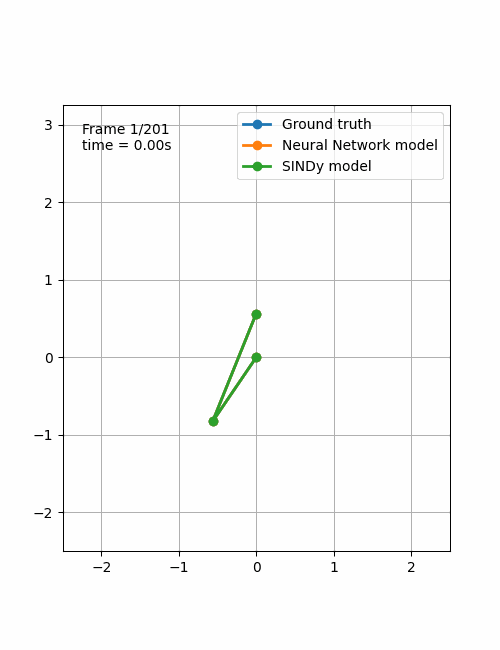 Frame 1/201
time = 0.00s
Ground truth
Neural Network model
SINDy model
3
2
1
0
−1
−2
−2
−1
0
1
2